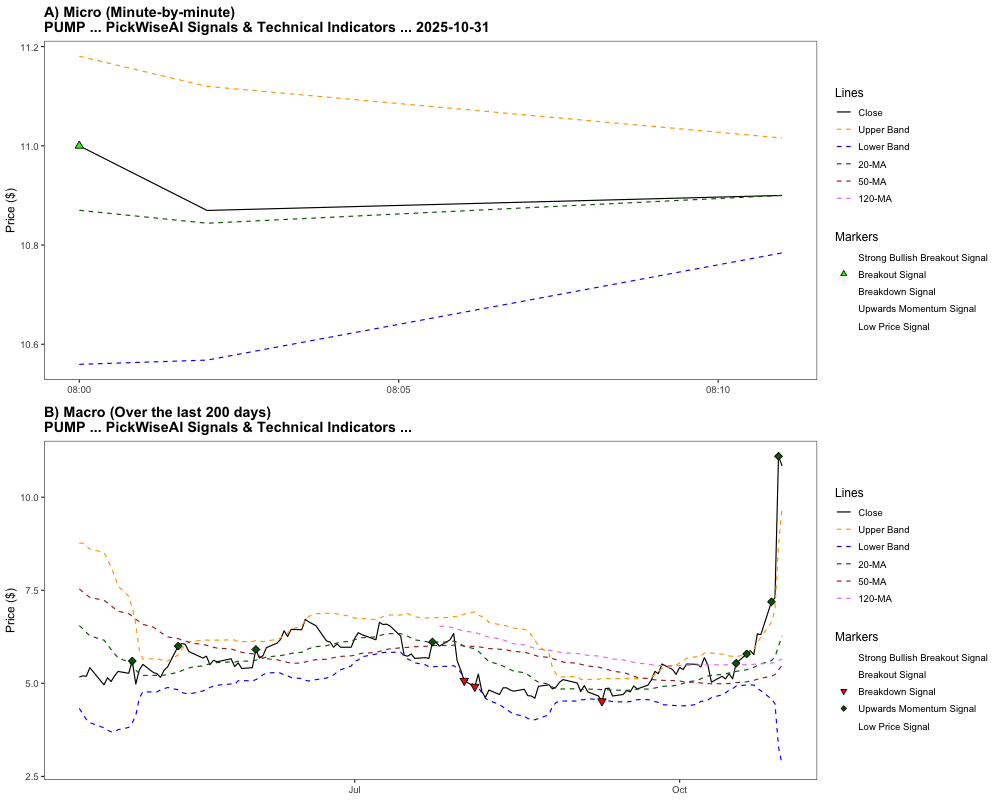 A) Micro (Minute-by-minute)
PUMP ... PickWiseAI Signals & Technical Indicators ... 2025-10-31
Price ($)
11.2
11.0
10.8
10.6
08:00
08:05
08:10
Lines
Close
Upper Band
Lower Band
20-MA
50-MA
120-MA
Markers
Strong Bullish Breakout Signal
Breakout Signal
Breakdown Signal
Upwards Momentum Signal
Low Price Signal
B) Macro (Over the last 200 days)
PUMP ... PickWiseAI Signals & Technical Indicators ...
Price ($)
10.0
7.5
5.0
2.5
Jul
Oct
Lines
Close
Upper Band
Lower Band
20-MA
50-MA
120-MA
Markers
Strong Bullish Breakout Signal
Breakout Signal
Breakdown Signal
Upwards Momentum Signal
Low Price Signal